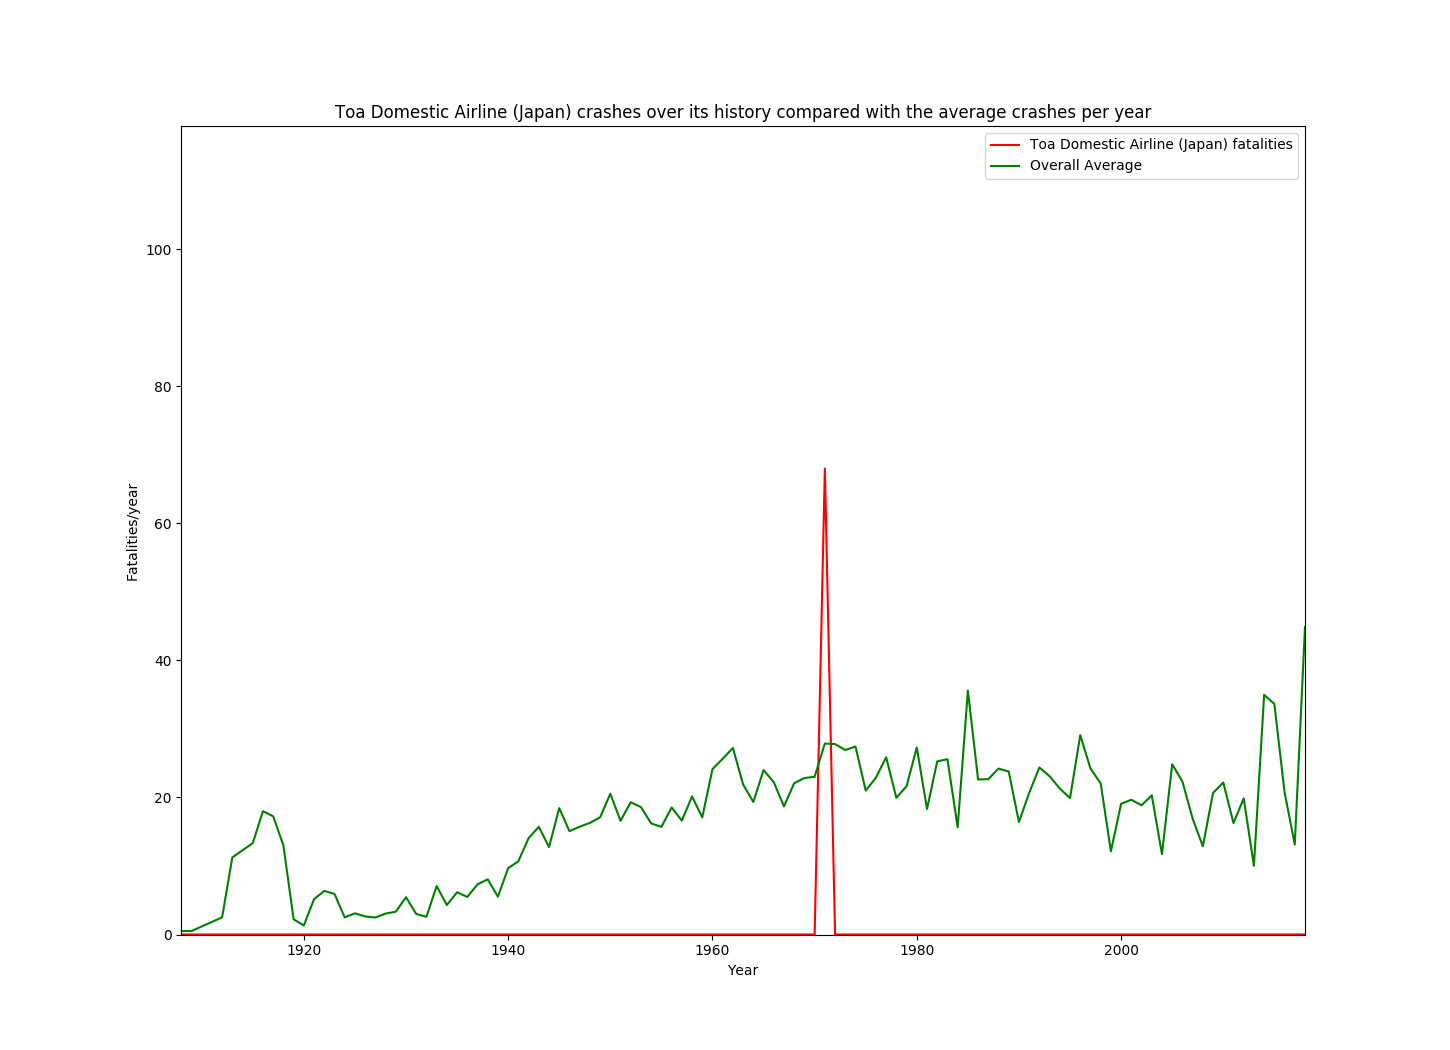 Toa Domestic Airline (Japan) crashes over its history compared with the average crashes per year
Toa Domestic Airline (Japan) fatalities
Overall Average
100
80
60
40
20
0
Fatalities/year
1920 1940 1960 1980 2000
Year